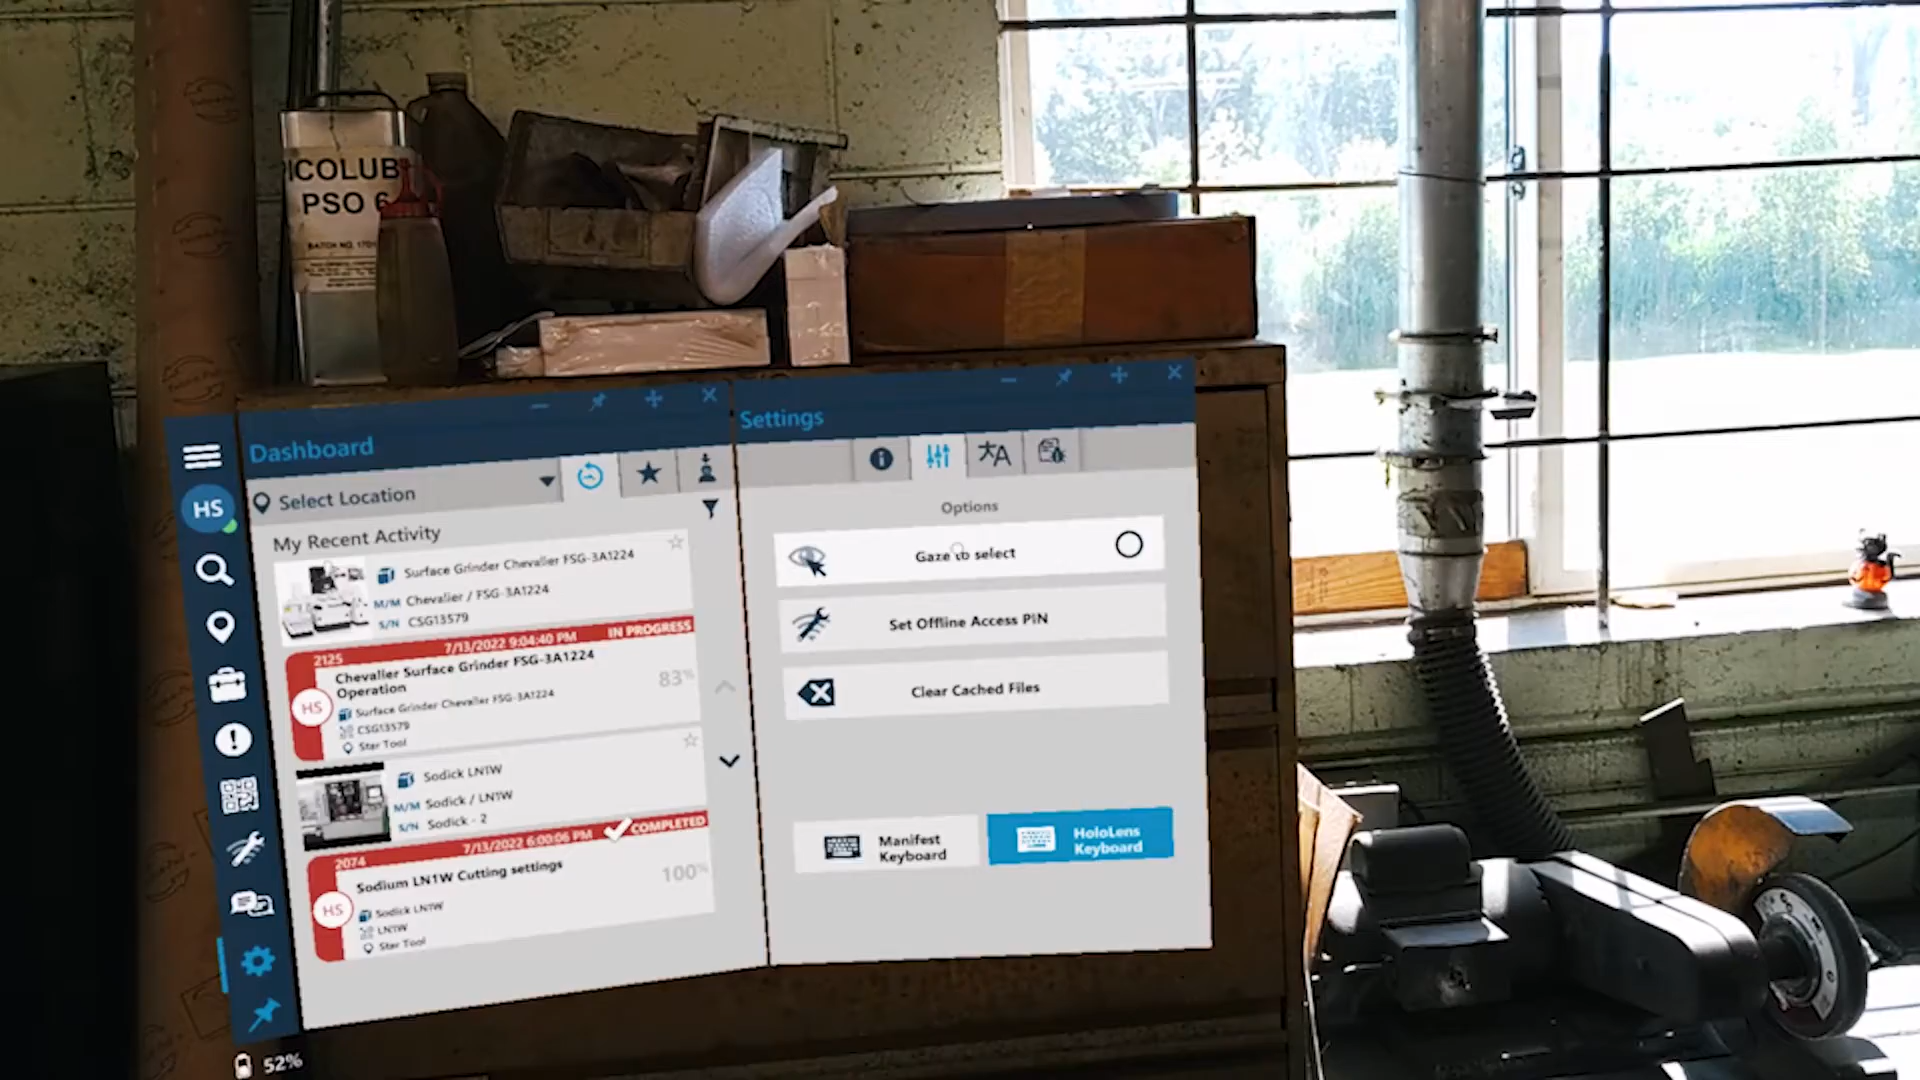 ICOLUB
PSO 6
BATCH NO.
Dashboard
Select Location
My Recent Activity
Surface Grinder Chevalier FSG-3A1224
M/M Chevalier / FSG-3A1224
S/N CSG13579
2125 7/13/2022 9:04:40 PM IN PROGRESS
Chevalier Surface Grinder FSG-3A1224
Operation
83%
HS
Surface Grinder Chevalier FSG-3A1224
CSG13579
Star Tool
Sodick LN1W
M/M Sodick / LN1W
S/N Sodick - 2
2074 7/13/2022 6:00:06 PM COMPLETED
Sodium LN1W Cutting settings
100%
HS
Sodick LN1W
LN1W
Star Tool
HS
52%
Settings
Options
Gaze to select
Set Offline Access PIN
Clear Cached Files
Manifest
Keyboard
HoloLens
Keyboard